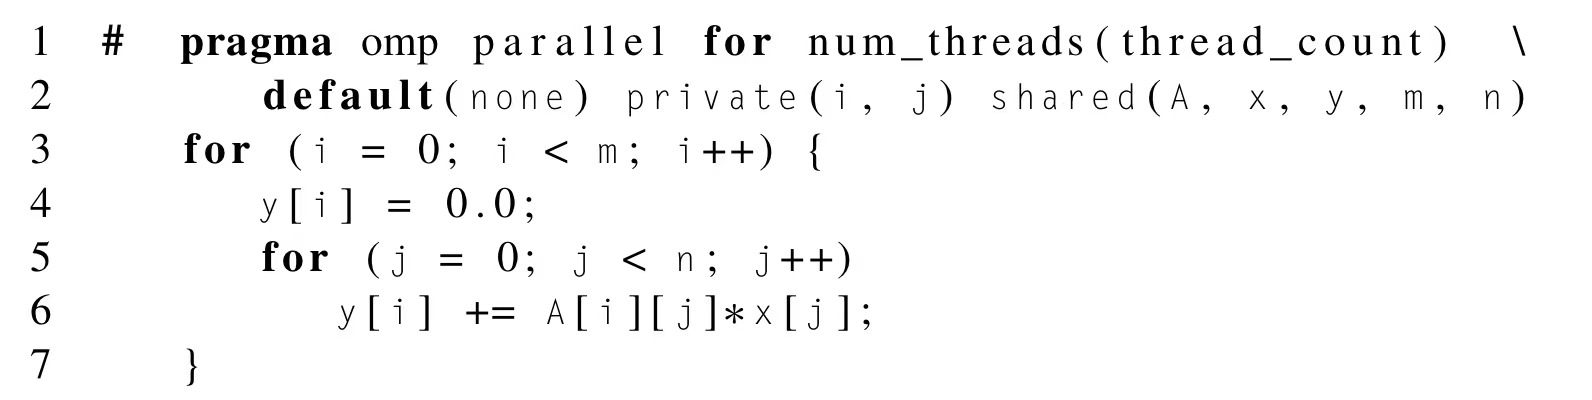 1 # pragma omp parallel for num_threads(thread_count) \
2 default(none) private(i, j) shared(A, x, y, m, n)
3 for (i = 0; i < m; i++) {
4 y[i] = 0.0;
5 for (j = 0; j < n; j++)
6 y[i] += A[i][j]*x[j];
7 }